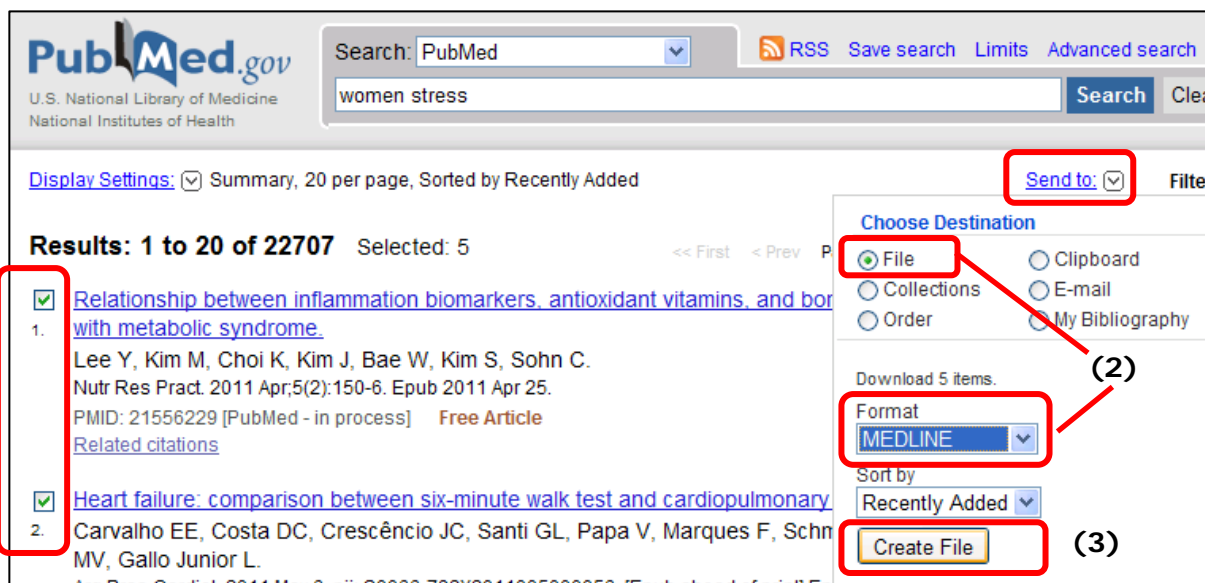 PubMed.gov
U.S. National Library of Medicine
National Institutes of Health
Search: PubMed
RSS Save search Limits Advanced search
women stress
Search
Display Settings: Summary, 20 per page, Sorted by Recently Added
Send to:
Results: 1 to 20 of 22707 Selected: 5
<< First < Prev
Choose Destination
File
Clipboard
Collections
E-mail
Order
My Bibliography
(2)
Download 5 items.
Format
MEDLINE
Sort by
Recently Added
Create File
(3)
Relationship between inflammation biomarkers, antioxidant vitamins, and
1. with metabolic syndrome.
Lee Y, Kim M, Choi K, Kim J, Bae W, Kim S, Sohn C.
Nutr Res Pract. 2011 Apr;5(2):150-6. Epub 2011 Apr 25.
PMID: 21556229 [PubMed - in process] Free Article
Related citations
Heart failure: comparison between six-minute walk test and cardiopulmonary
2. Carvalho EE, Costa DC, Crescêncio JC, Santi GL, Papa V, Marques F,
MV, Gallo Junior L.